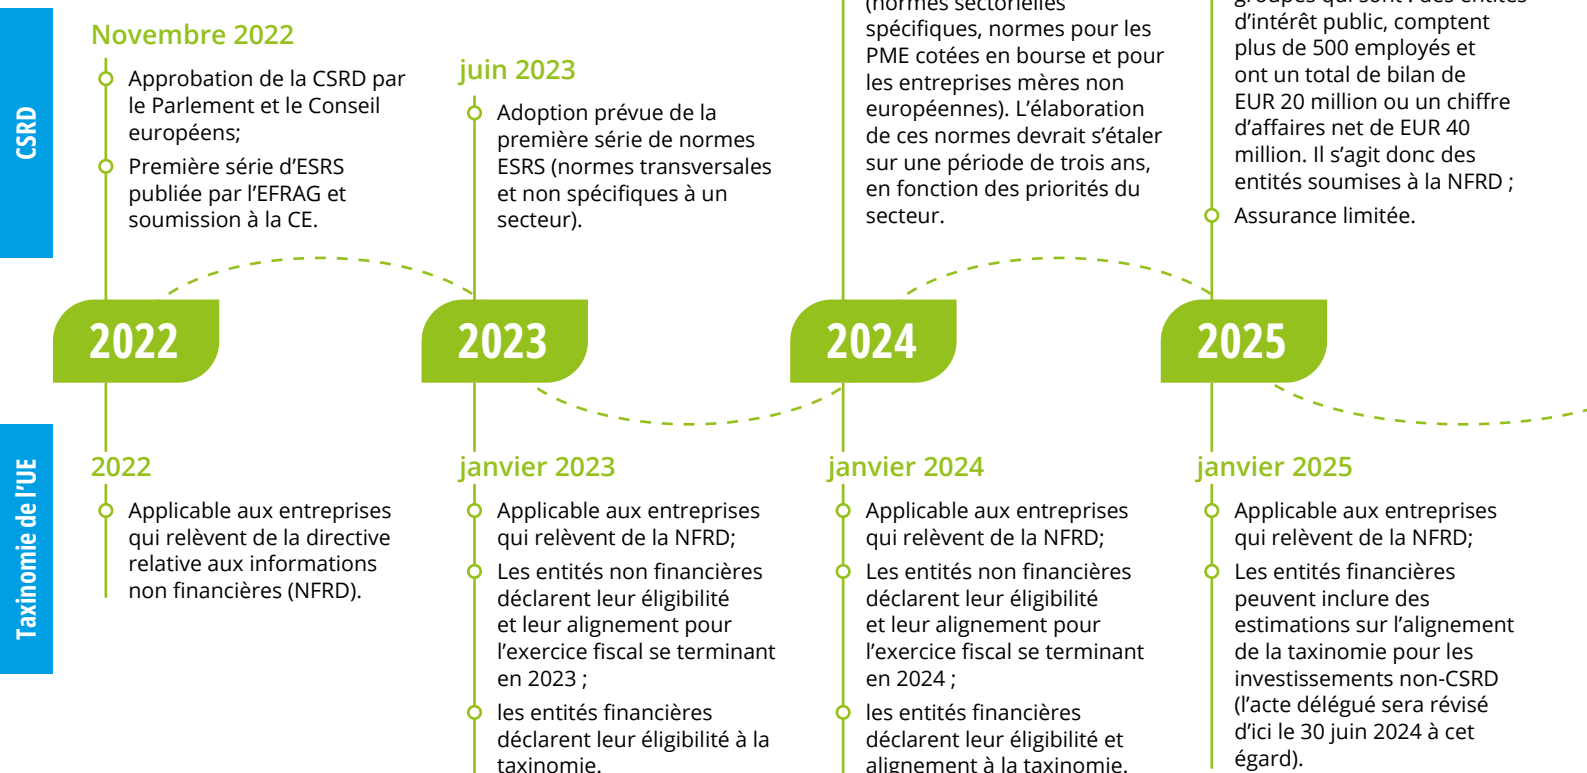 CSRD
Novembre 2022
Approbation de la CSRD par
le Parlement et le Conseil
européens;
Première série d’ESRS
publiée par l’EFRAG et
soumission à la CE.
juin 2023
Adoption prévue de la
première série de normes
ESRS (normes transversales
et non spécifiques à un
secteur).
(normes sectorielles
spécifiques, normes pour les
PME cotées en bourse et pour
les entreprises mères non
européennes). L’élaboration
de ces normes devrait s’étaler
sur une période de trois ans,
en fonction des priorités du
secteur.
groupes qui sont : des entités
d’intérêt public, comptent
plus de 500 employés et
ont un total de bilan de
EUR 20 million ou un chiffre
d’affaires net de EUR 40
million. Il s’agit donc des
entités soumises à la NFRD ;
Assurance limitée.
2022
2023
2024
2025
Taxinomie de l’UE
2022
Applicable aux entreprises
qui relèvent de la directive
relative aux informations
non financières (NFRD).
janvier 2023
Applicable aux entreprises
qui relèvent de la NFRD;
Les entités non financières
déclarent leur éligibilité
et leur alignement pour
l’exercice fiscal se terminant
en 2023 ;
les entités financières
déclarent leur éligibilité à la
taxinomie.
janvier 2024
Applicable aux entreprises
qui relèvent de la NFRD;
Les entités non financières
déclarent leur éligibilité
et leur alignement pour
l’exercice fiscal se terminant
en 2024 ;
les entités financières
déclarent leur éligibilité et
alignement à la taxinomie.
janvier 2025
Applicable aux entreprises
qui relèvent de la NFRD;
Les entités financières
peuvent inclure des
estimations sur l’alignement
de la taxinomie pour les
investissements non-CSRD
(l’acte délégué sera révisé
d’ici le 30 juin 2024 à cet
égard).